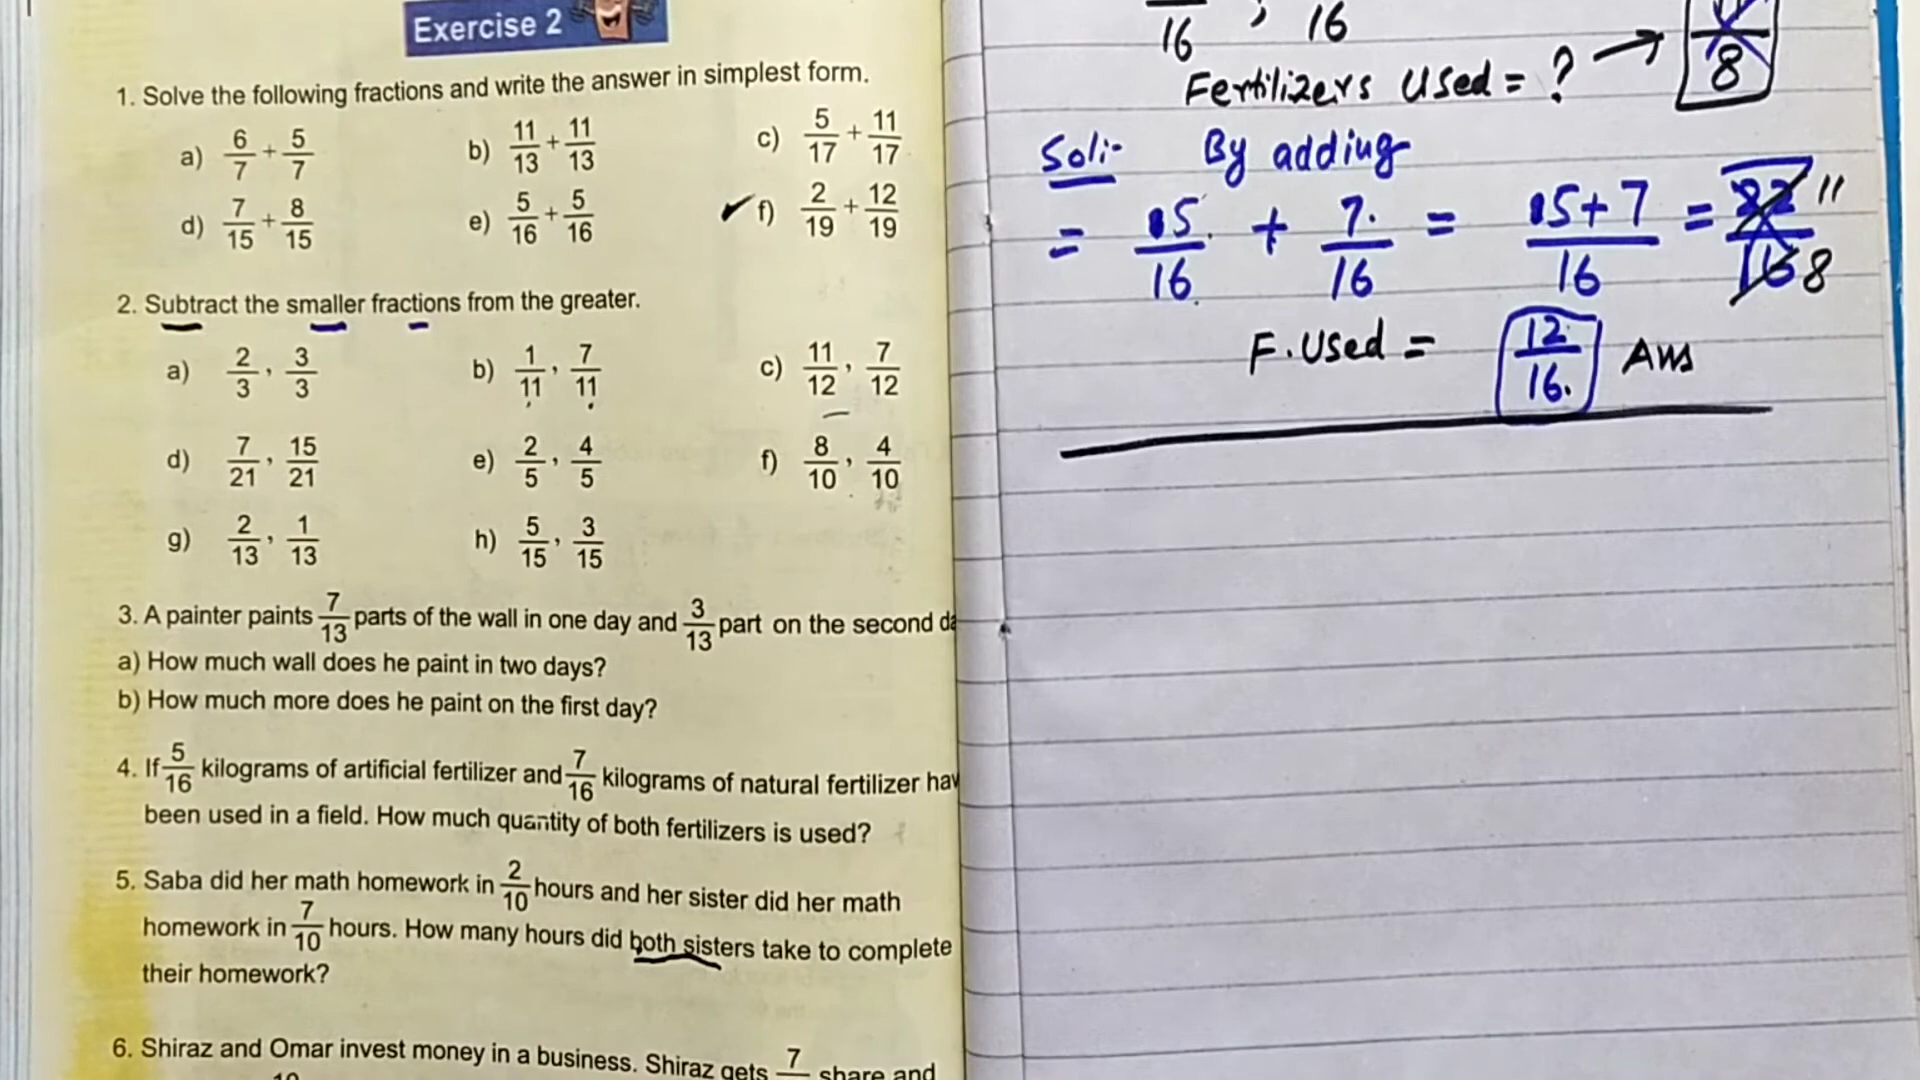 Exercise 2
1. Solve the following fractions and write the answer in simplest form.
a) 6/7 + 5/7 b) 11/13 + 11/13 c) 5/17 + 11/17
d) 7/15 + 8/15 e) 5/16 + 5/16 f) 2/19 + 12/19
2. Subtract the smaller fractions from the greater.
a) 2/3 , 3/3 b) 1/11 , 7/11 c) 11/12 , 7/12
d) 7/21 , 15/21 e) 2/5 , 4/5 f) 8/10 , 4/10
g) 2/13 , 1/13 h) 5/15 , 3/15
3. A painter paints 7/13 parts of the wall in one day and 3/13 part on the second da
a) How much wall does he paint in two days?
b) How much more does he paint on the first day?
4. If 5/16 kilograms of artificial fertilizer and 7/16 kilograms of natural fertilizer hav
been used in a field. How much quantity of both fertilizers is used?
5. Saba did her math homework in 2/10 hours and her sister did her math
homework in 7/10 hours. How many hours did both sisters take to complete
their homework?
6. Shiraz and Omar invest money in a business. Shiraz gets 7 share and
10
16 , 16
Fertilizers Used = ? → 8
Sol:- By adding
= 5/16 + 7/16 = 5+7/16 = 22/16 11 8
F. Used = 12/16 Ans